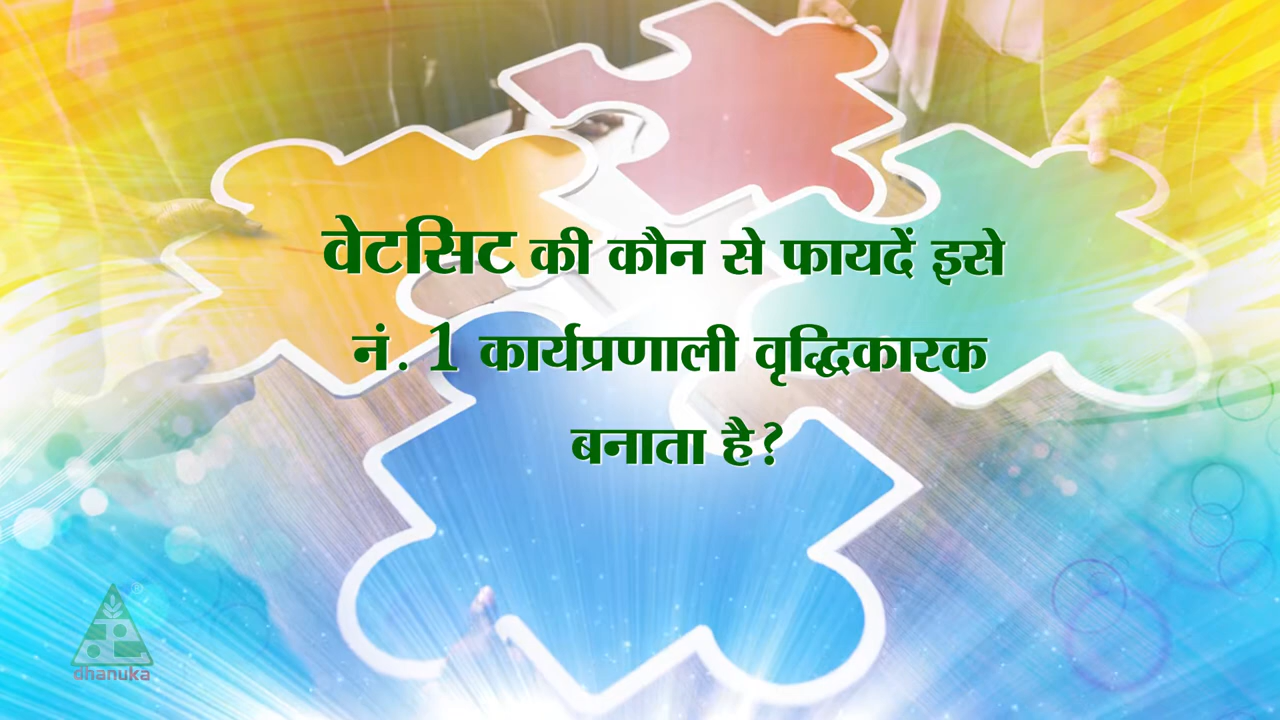 वेटसिट की कौन से फायदें इसे
नं. 1 कार्यप्रणाली वृद्धिकारक
बनाता है?
dhanuka